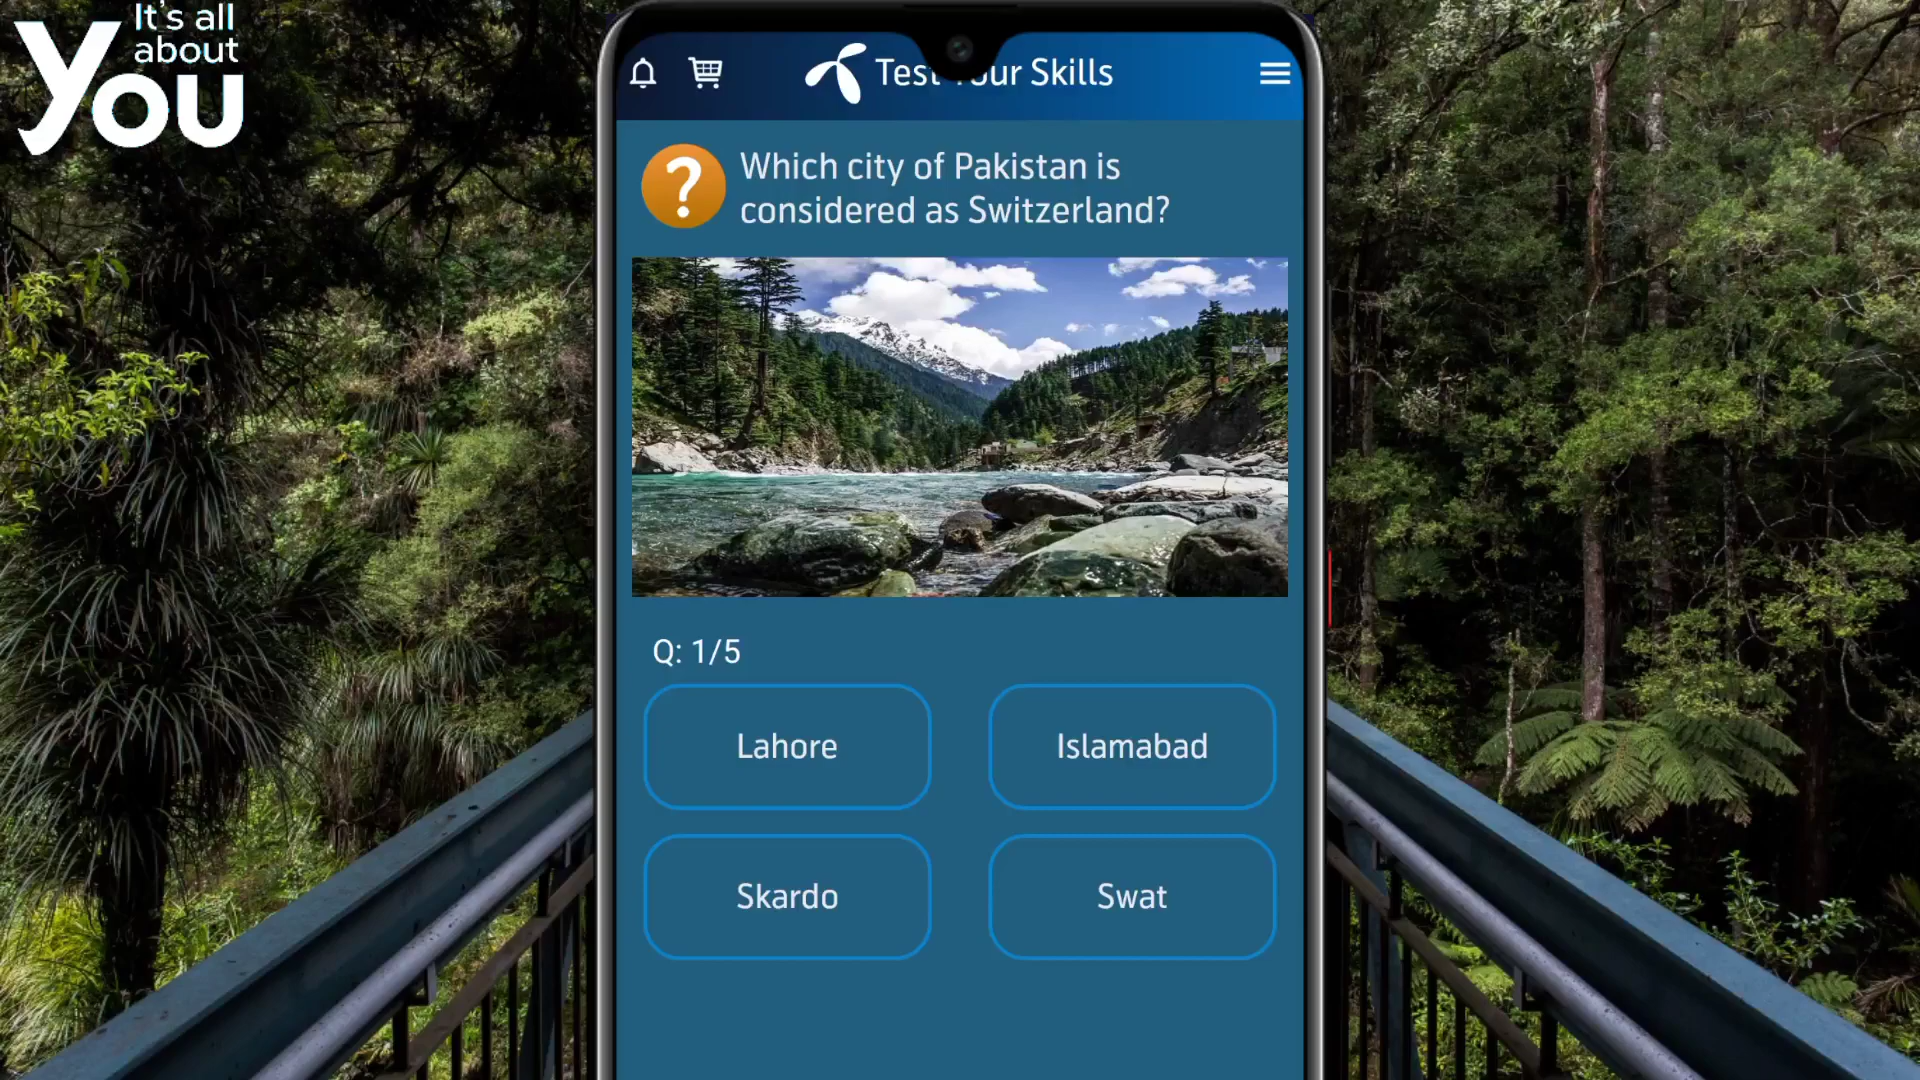 It's all
about
You
Test Your Skills
Which city of Pakistan is
considered as Switzerland?
Q: 1/5
Lahore
Islamabad
Skardo
Swat